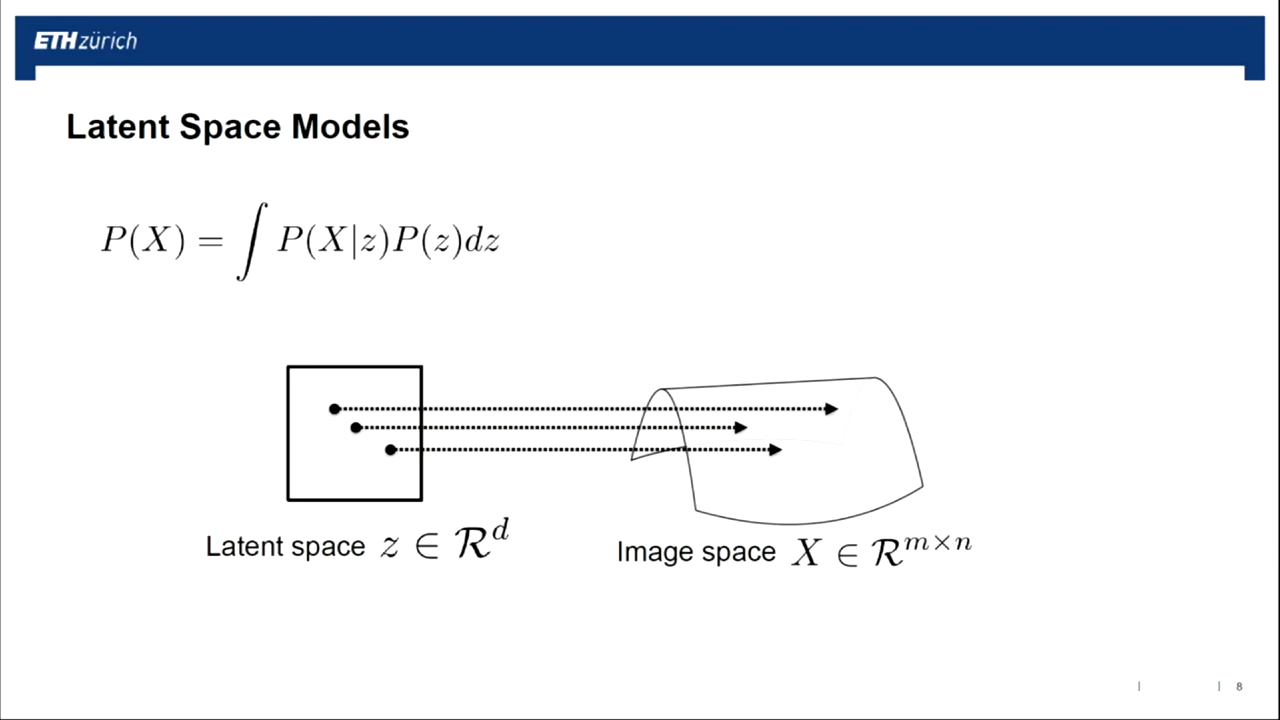 ETH zürich
Latent Space Models
P(X) = ∫ P(X|z)P(z)dz
Latent space z ∈ ℛ^d
Image space X ∈ ℛ^{m×n}
| | 8